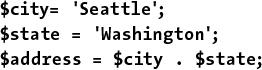 $city= 'Seattle';
$state = 'Washington';
$address = $city . $state;